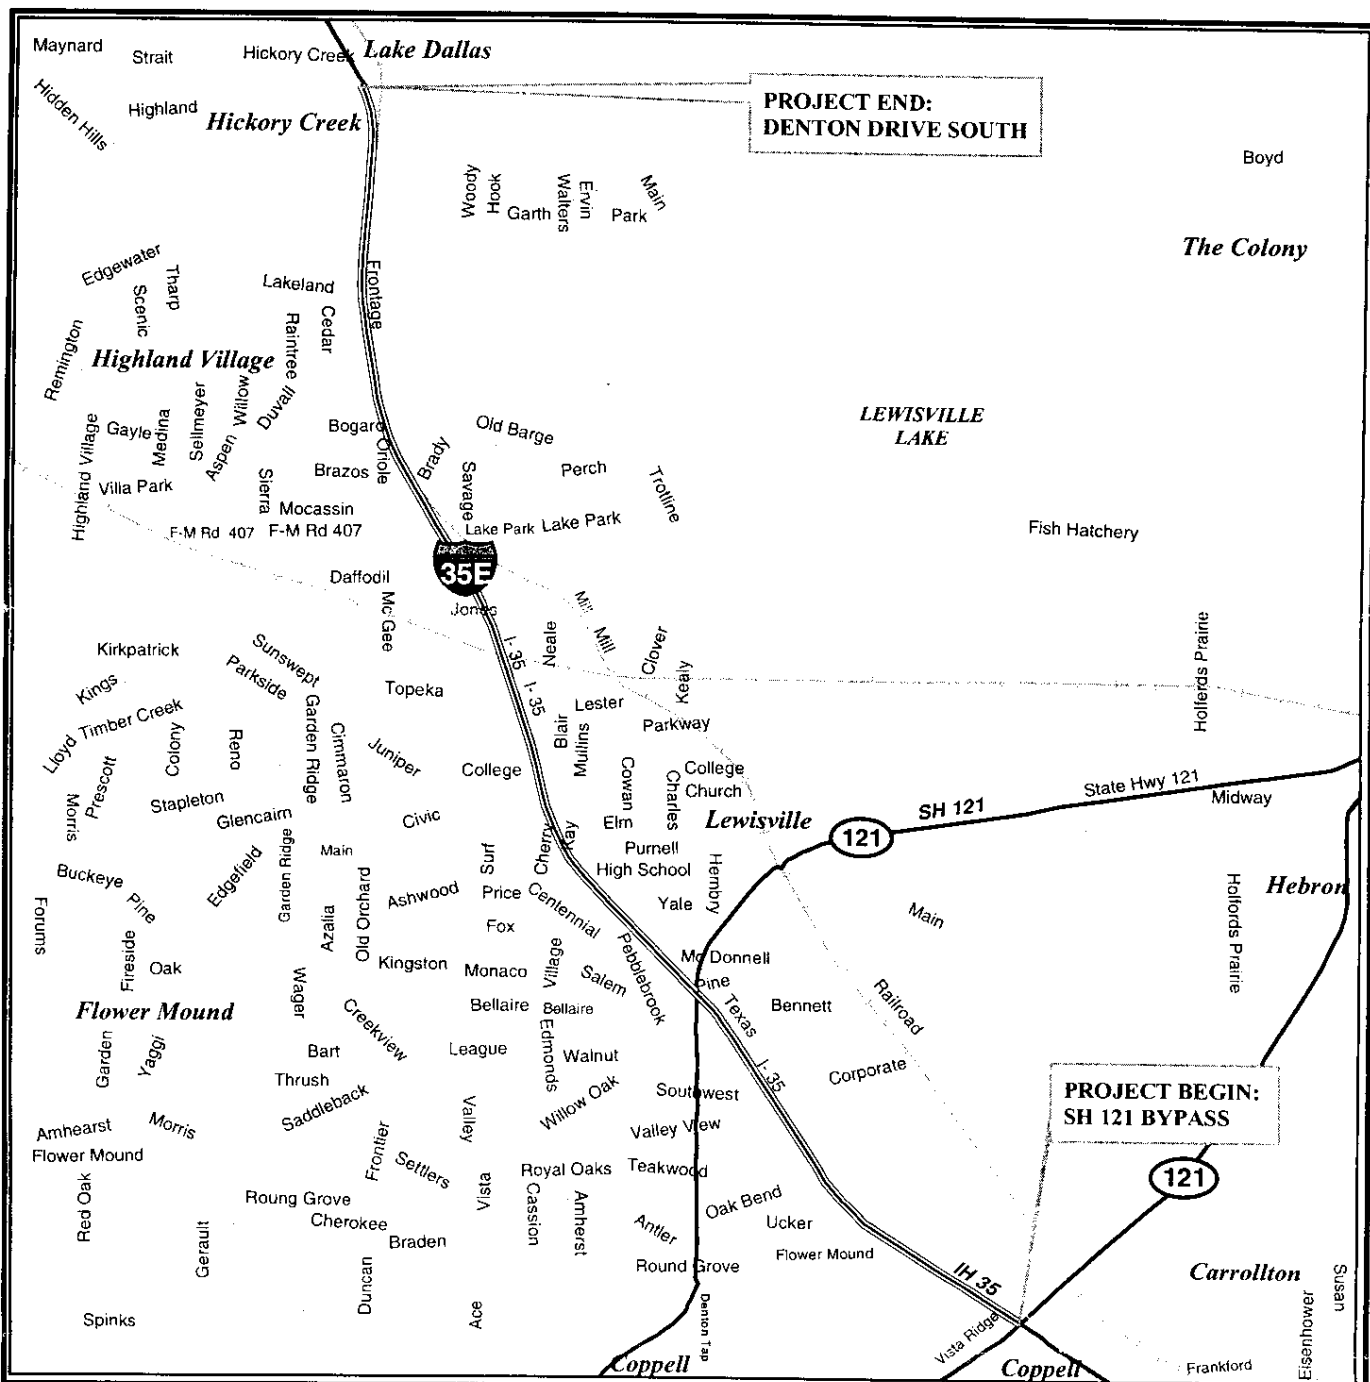 Maynard
Strait
Hickory Creek
Lake Dallas
Hidden Hills
Highland
Hickory Creek
PROJECT END:
DENTON DRIVE SOUTH
Boyd
Woody
Hook
Garth
Walters
Ervin
Park
Main
The Colony
Edgewater
Tharp
Scenic
Lakeland
Cedar
Raintree
Frontage
Remington
Highland Village
Willow
Duvall
Sellmeyer
Medina
Gayle
Aspen
Highland Village
Villa Park
Sierra
Bogard
Oriole
Brazos
Mocassin
Brady
Old Barge
Savage
Perch
Trotline
LEWISVILLE
LAKE
F-M Rd 407
F-M Rd 407
Lake Park
Lake Park
Fish Hatchery
35E
Daffodil
Mc Gee
Jones
Mill
Mill
Neale
Clover
Kealy
Holferds Prairie
I- 35
I- 35
Kirkpatrick
Sunswept
Parkside
Kings
Topeka
Lester
Parkway
Timber Creek
Lloyd
Colony
Reno
Garden Ridge
Cimmaron
Juniper
Blair
Mullins
Prescott
College
Cowan
Charles
College
Church
State Hwy 121
Midway
Morris
Stapleton
Glencairn
Civic
Elm
Lewisville
SH 121
121
Edgefield
Garden Ridge
Main
Surf
Cherry
Kay
Purnell
High School
Hembry
Buckeye
Pine
Azalia
Old Orchard
Ashwood
Price
Centennial
Yale
Main
Holfords Prairie
Hebron
Forums
Fireside
Oak
Fox
Kingston
Monaco
Village
Salem
Pebblebrook
Mc Donnell
Pine
Texas
Bennett
Railroad
Wager
Flower Mound
Creekview
Bellaire
Bellaire
Edmonds
Garden
Yaggi
Bart
League
Walnut
I- 35
Corporate
Thrush
Saddleback
Willow Oak
Southwest
PROJECT BEGIN:
SH 121 BYPASS
Amhearst
Morris
Flower Mound
Valley
Valley View
Frontier
Settlers
Royal Oaks
Teakwood
121
Red Oak
Roung Grove
Cherokee
Vista
Cassion
Amherst
Oak Bend
Ucker
Antler
Gerault
Braden
Flower Mound
Duncan
Round Grove
IH 35
Carrollton
Susan
Spinks
Ace
Denton Tap
Vista Ridge
Eisenhower
Coppell
Coppell
Frankford